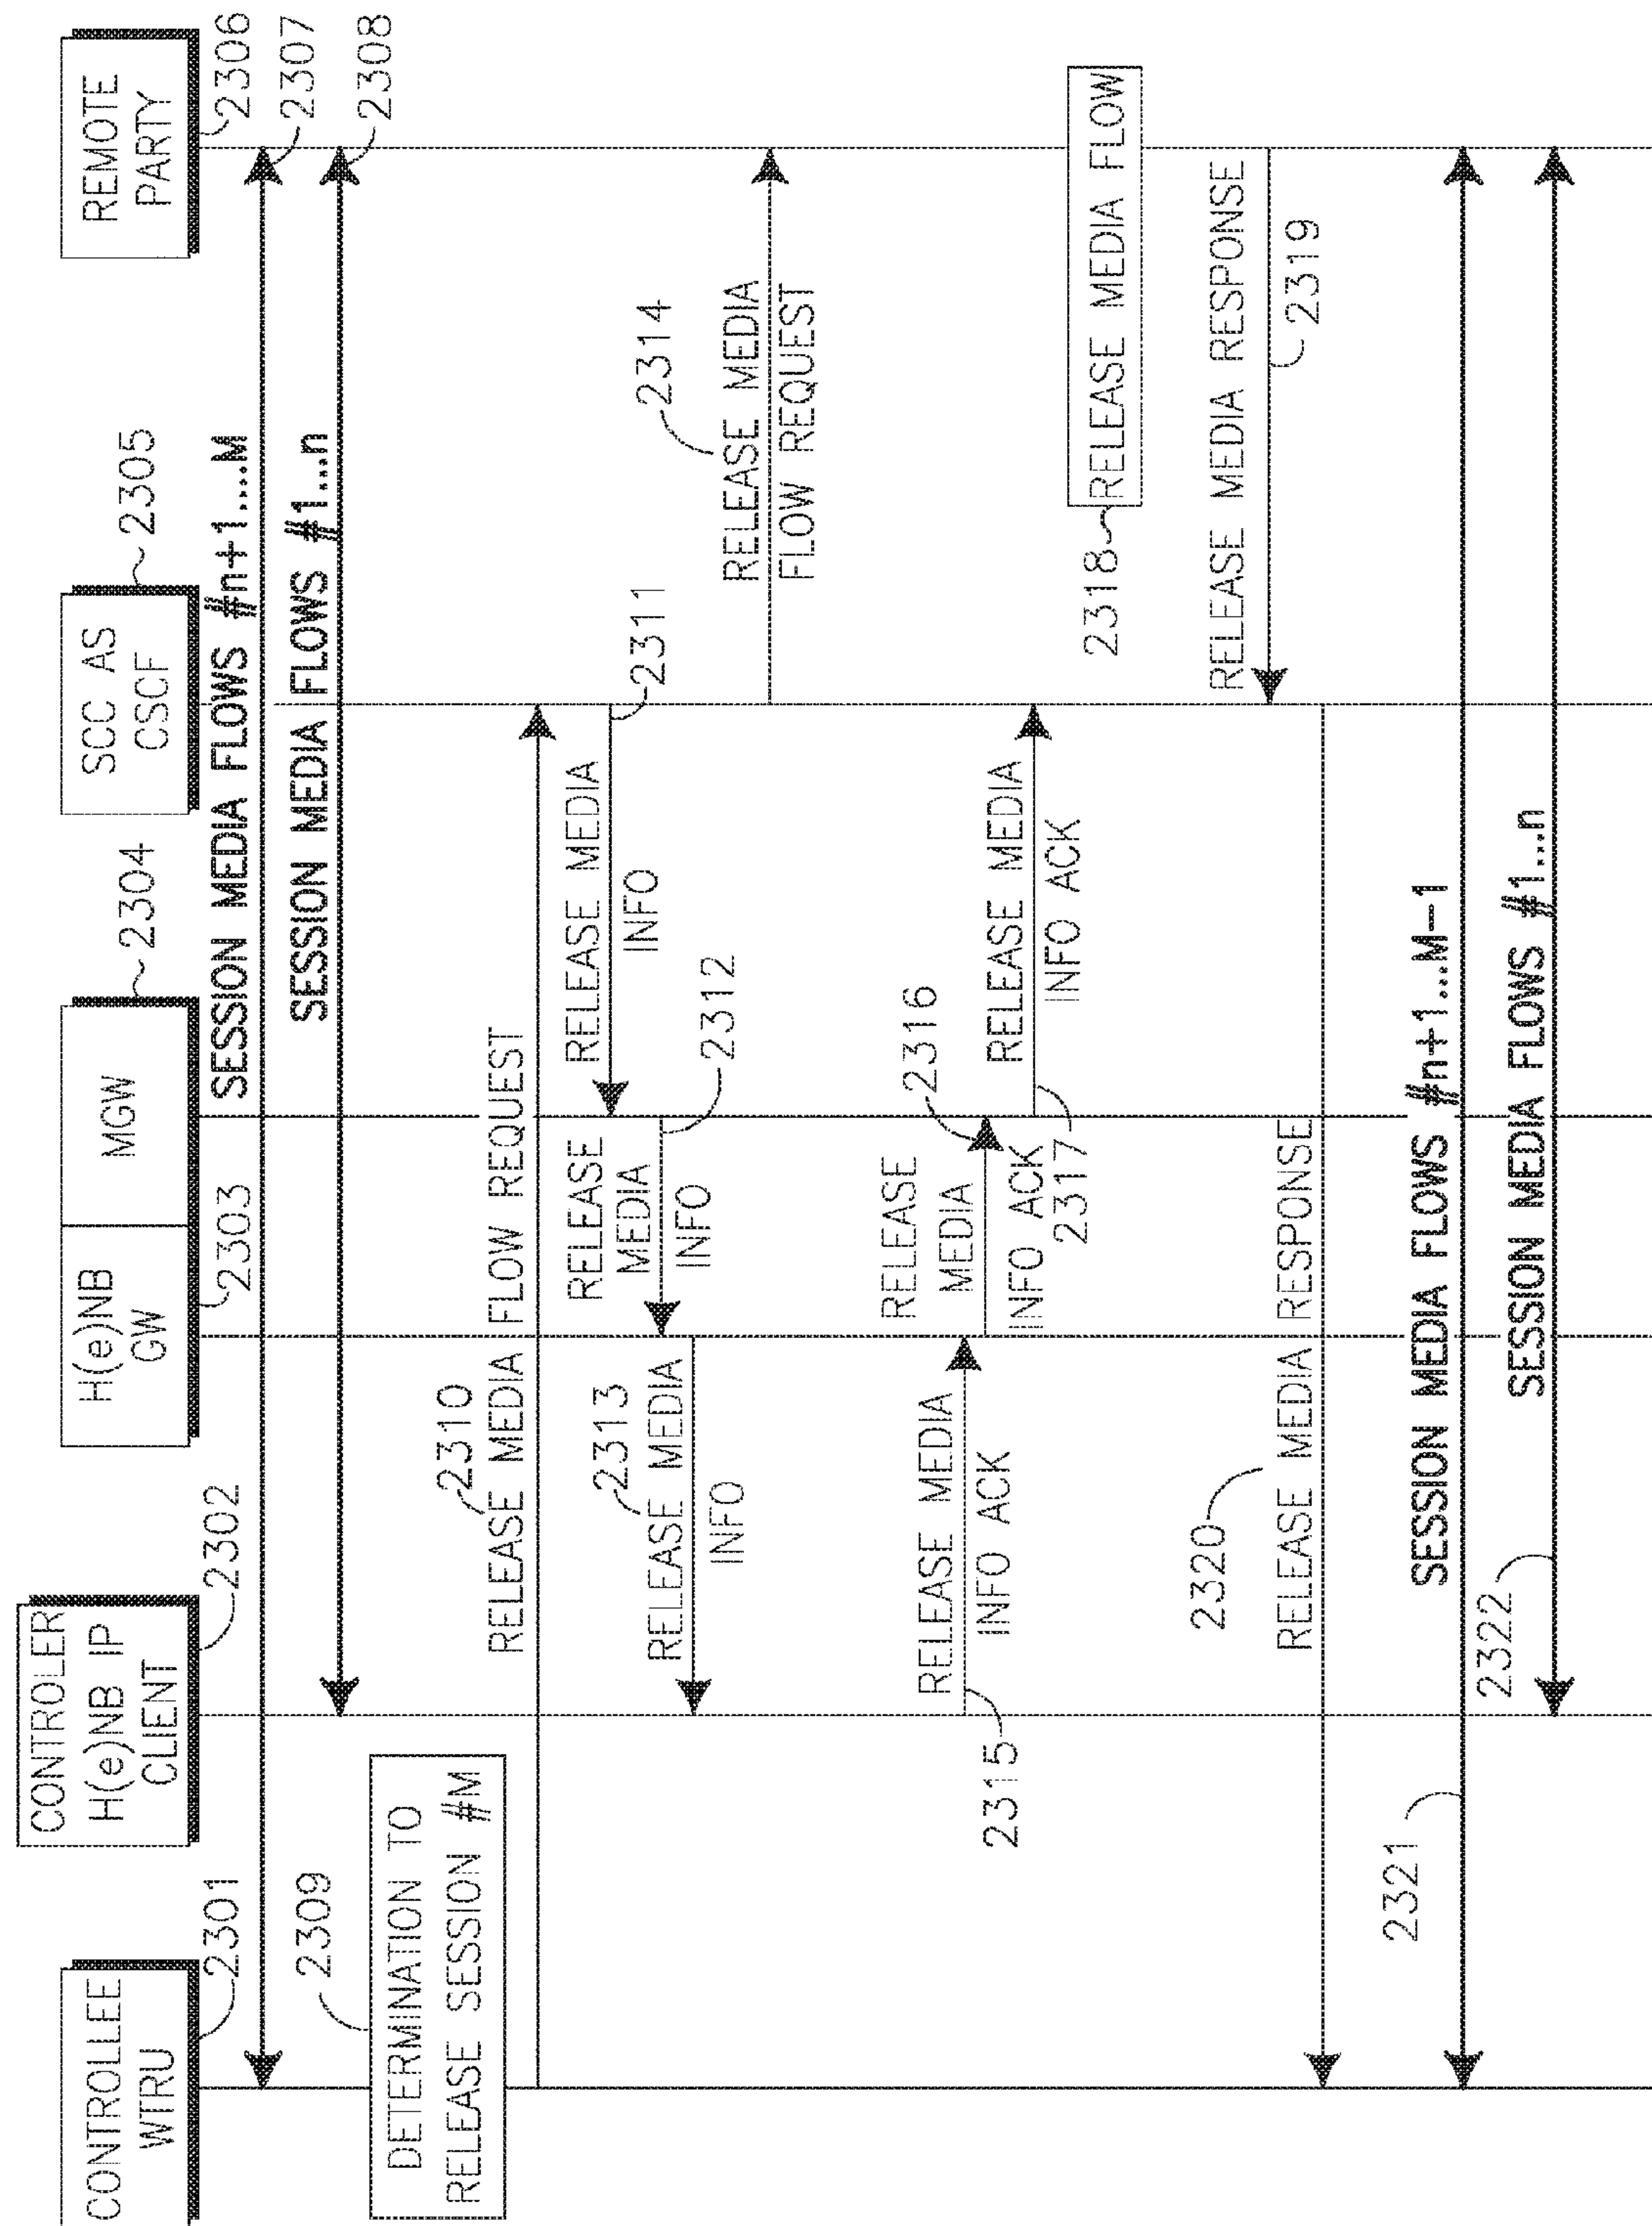 CONTROLLEE
WTRU
2301
CONTROLLER
H(e)NB IP
CLIENT
2302
H(e)NB
GW
2303
MGW
2304
SCC AS
CSCF
2305
REMOTE
PARTY
2306
SESSION MEDIA FLOWS #n+1....M
2307
SESSION MEDIA FLOWS #1...n
2308
2309
DETERMINATION TO
RELEASE SESSION #M
2310
RELEASE MEDIA FLOW REQUEST
RELEASE MEDIA
INFO
2311
RELEASE
MEDIA
INFO
2312
2313
RELEASE MEDIA
INFO
2314
RELEASE MEDIA
FLOW REQUEST
RELEASE MEDIA
INFO ACK
2315
RELEASE
MEDIA
INFO ACK
2316
RELEASE MEDIA
INFO ACK
2317
2318
RELEASE MEDIA FLOW
RELEASE MEDIA RESPONSE
2319
2320
RELEASE MEDIA RESPONSE
SESSION MEDIA FLOWS #n+1...M-1
2321
SESSION MEDIA FLOWS #1...n
2322